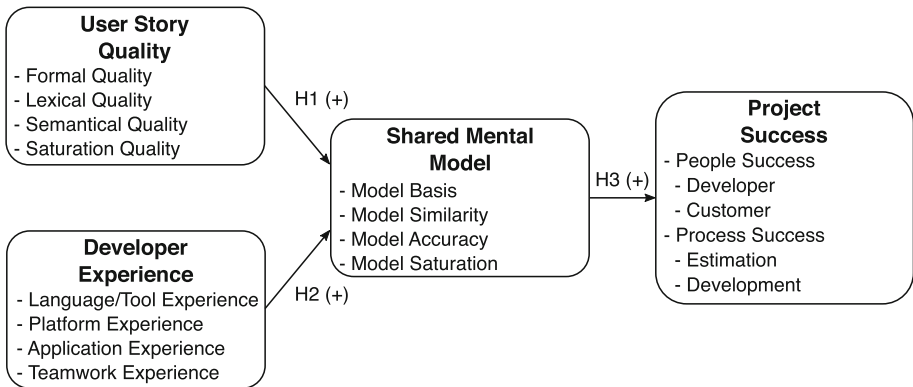 User Story
Quality
- Formal Quality
- Lexical Quality
- Semantical Quality
- Saturation Quality
H1 (+)
Developer
Experience
- Language/Tool Experience
- Platform Experience
- Application Experience
- Teamwork Experience
H2 (+)
Shared Mental
Model
- Model Basis
- Model Similarity
- Model Accuracy
- Model Saturation
H3 (+)
Project
Success
- People Success
- Developer
- Customer
- Process Success
- Estimation
- Development